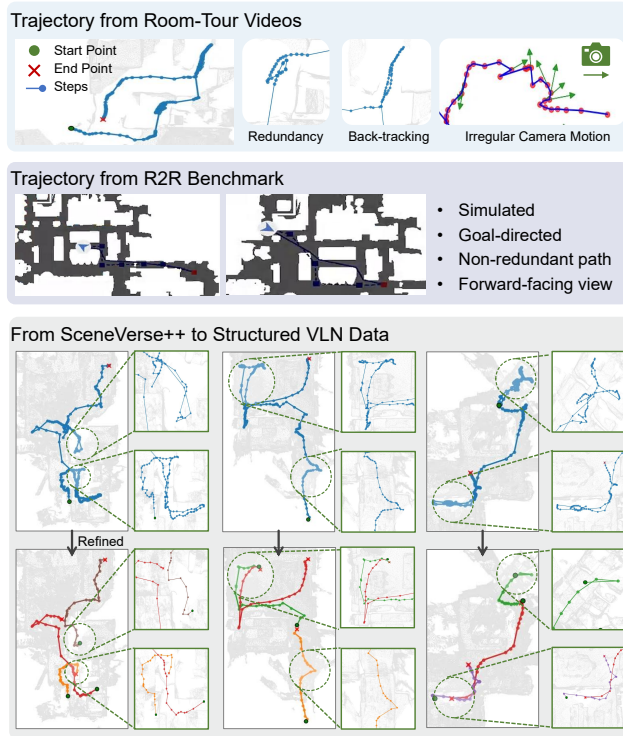 Trajectory from Room-Tour Videos
Start Point
End Point
Steps
Redundancy
Back-tracking
Irregular Camera Motion
Trajectory from R2R Benchmark
• Simulated
• Goal-directed
• Non-redundant path
• Forward-facing view
From SceneVerse++ to Structured VLN Data
Refined